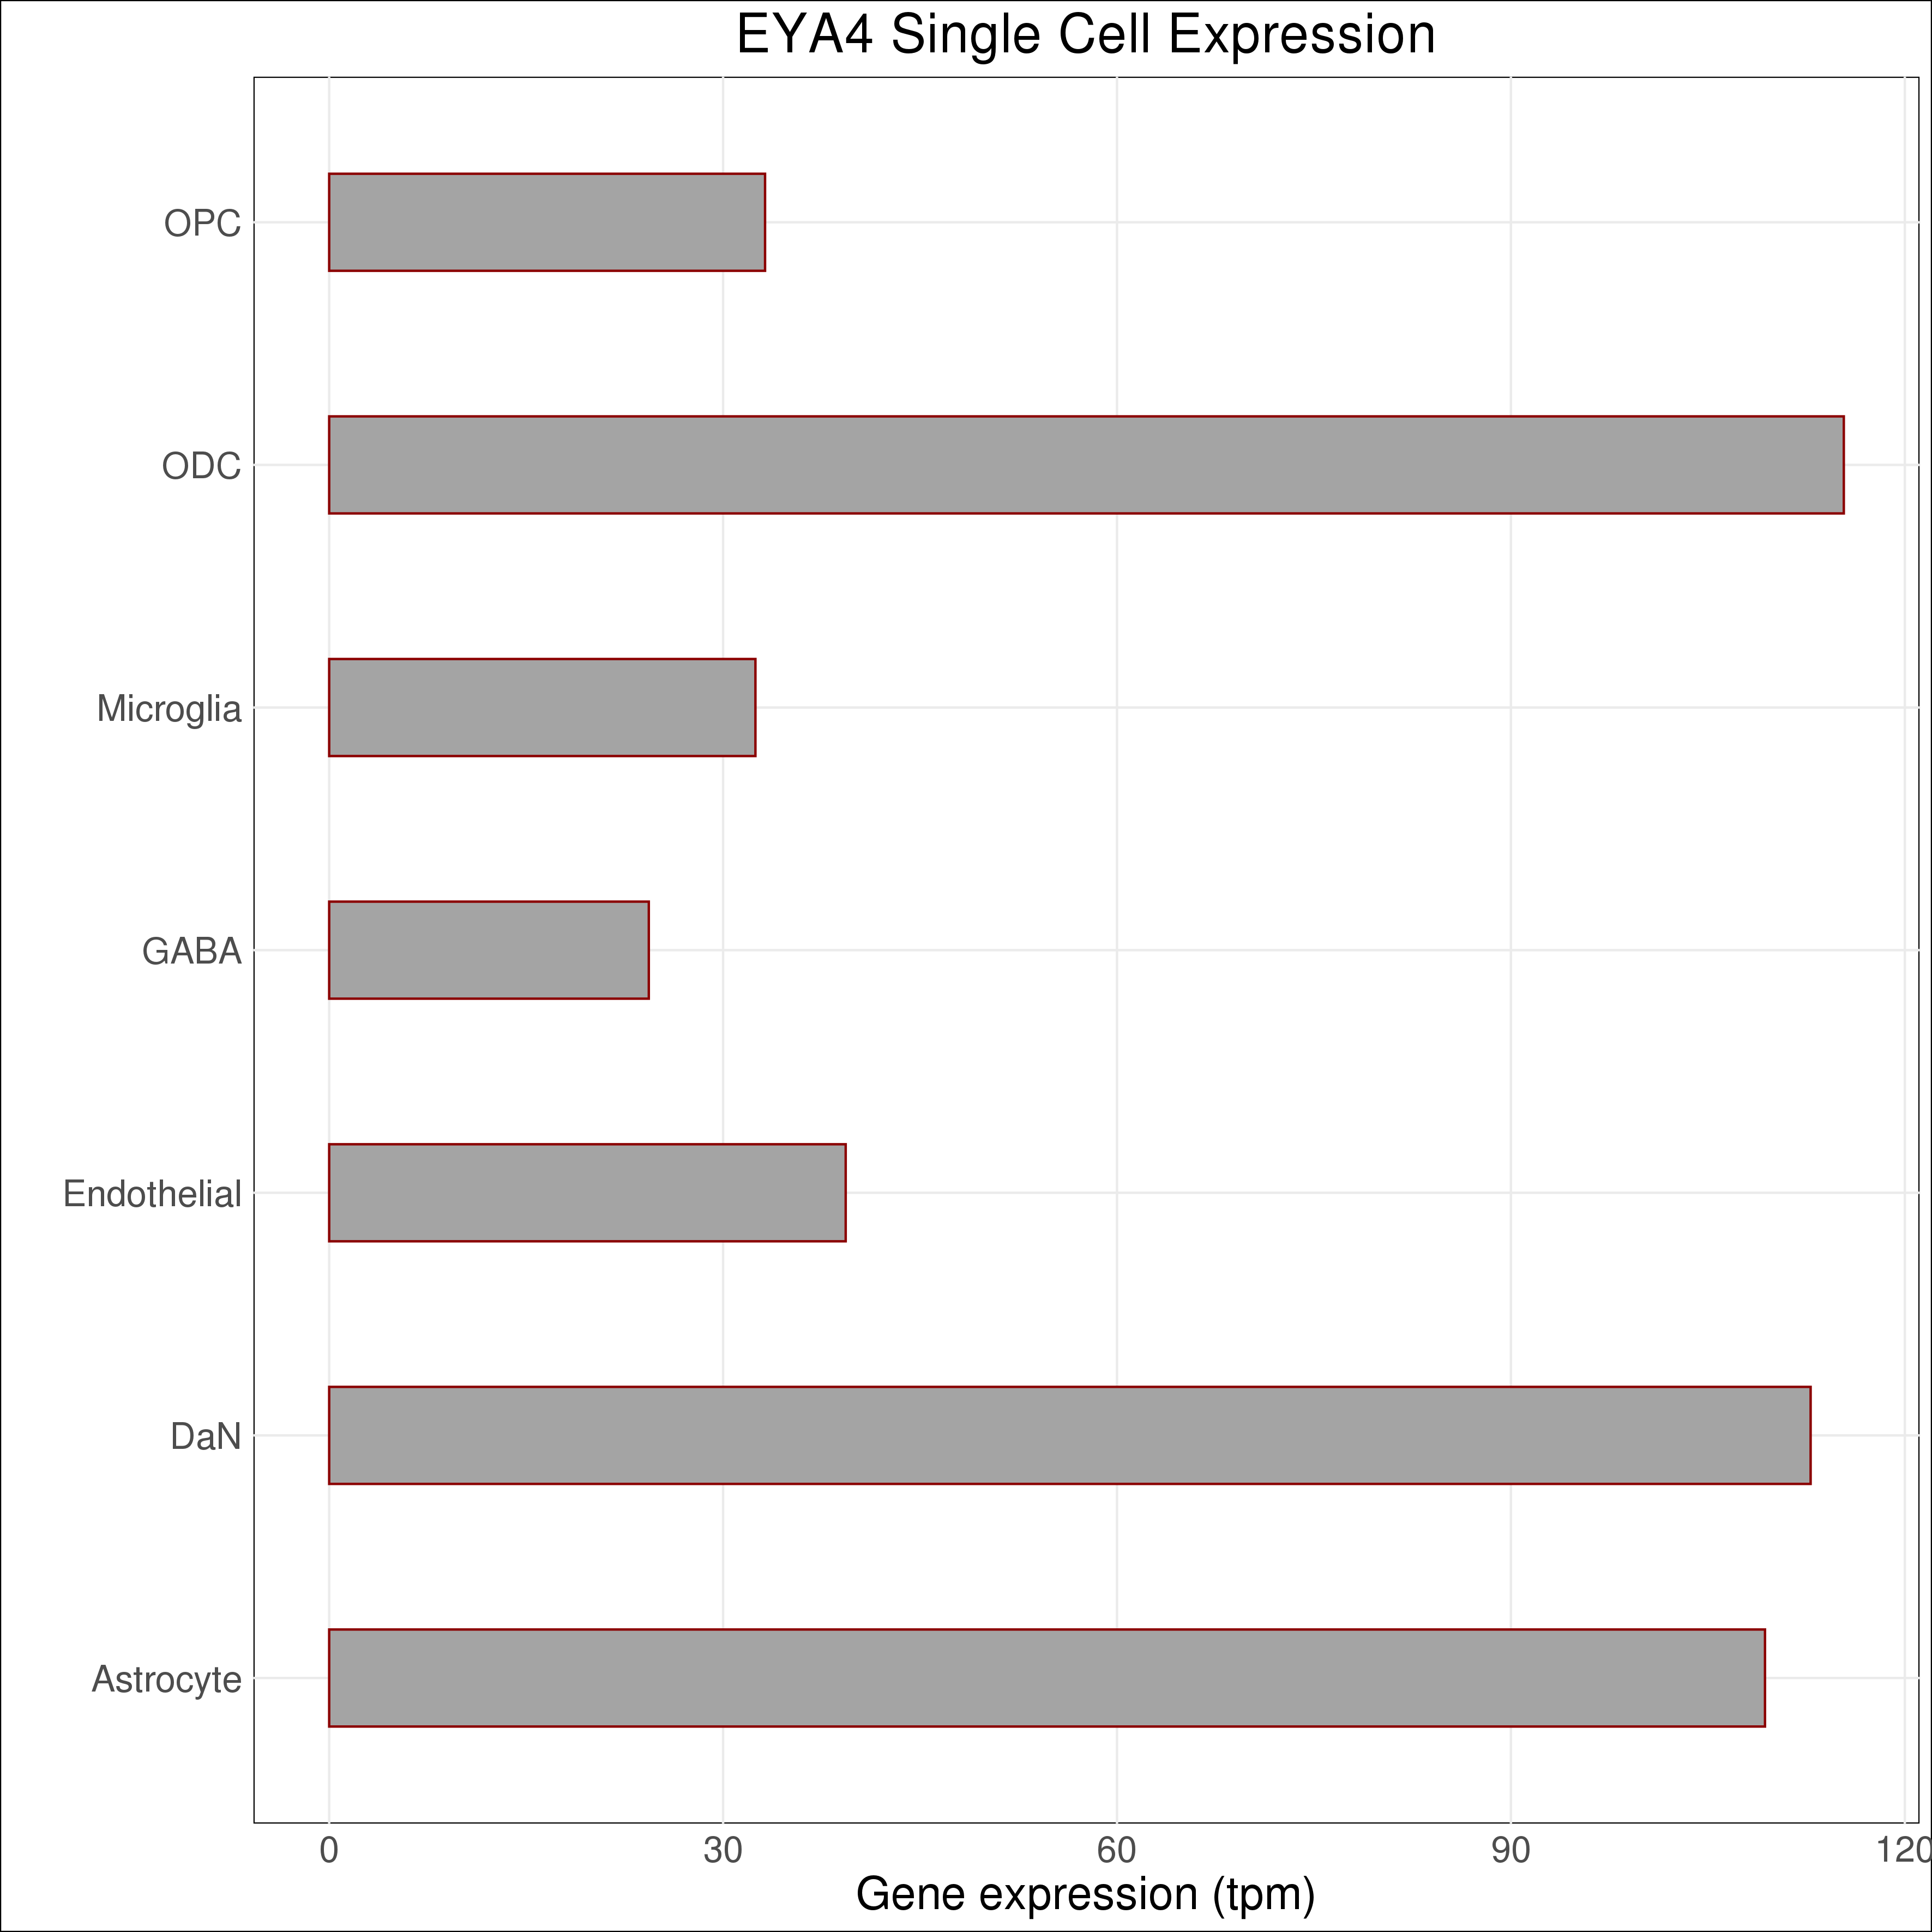 EYA4 Single Cell Expression
OPC
ODC
Microglia
GABA
Endothelial
DaN
Astrocyte
0 30 60 90 120
Gene expression (tpm)